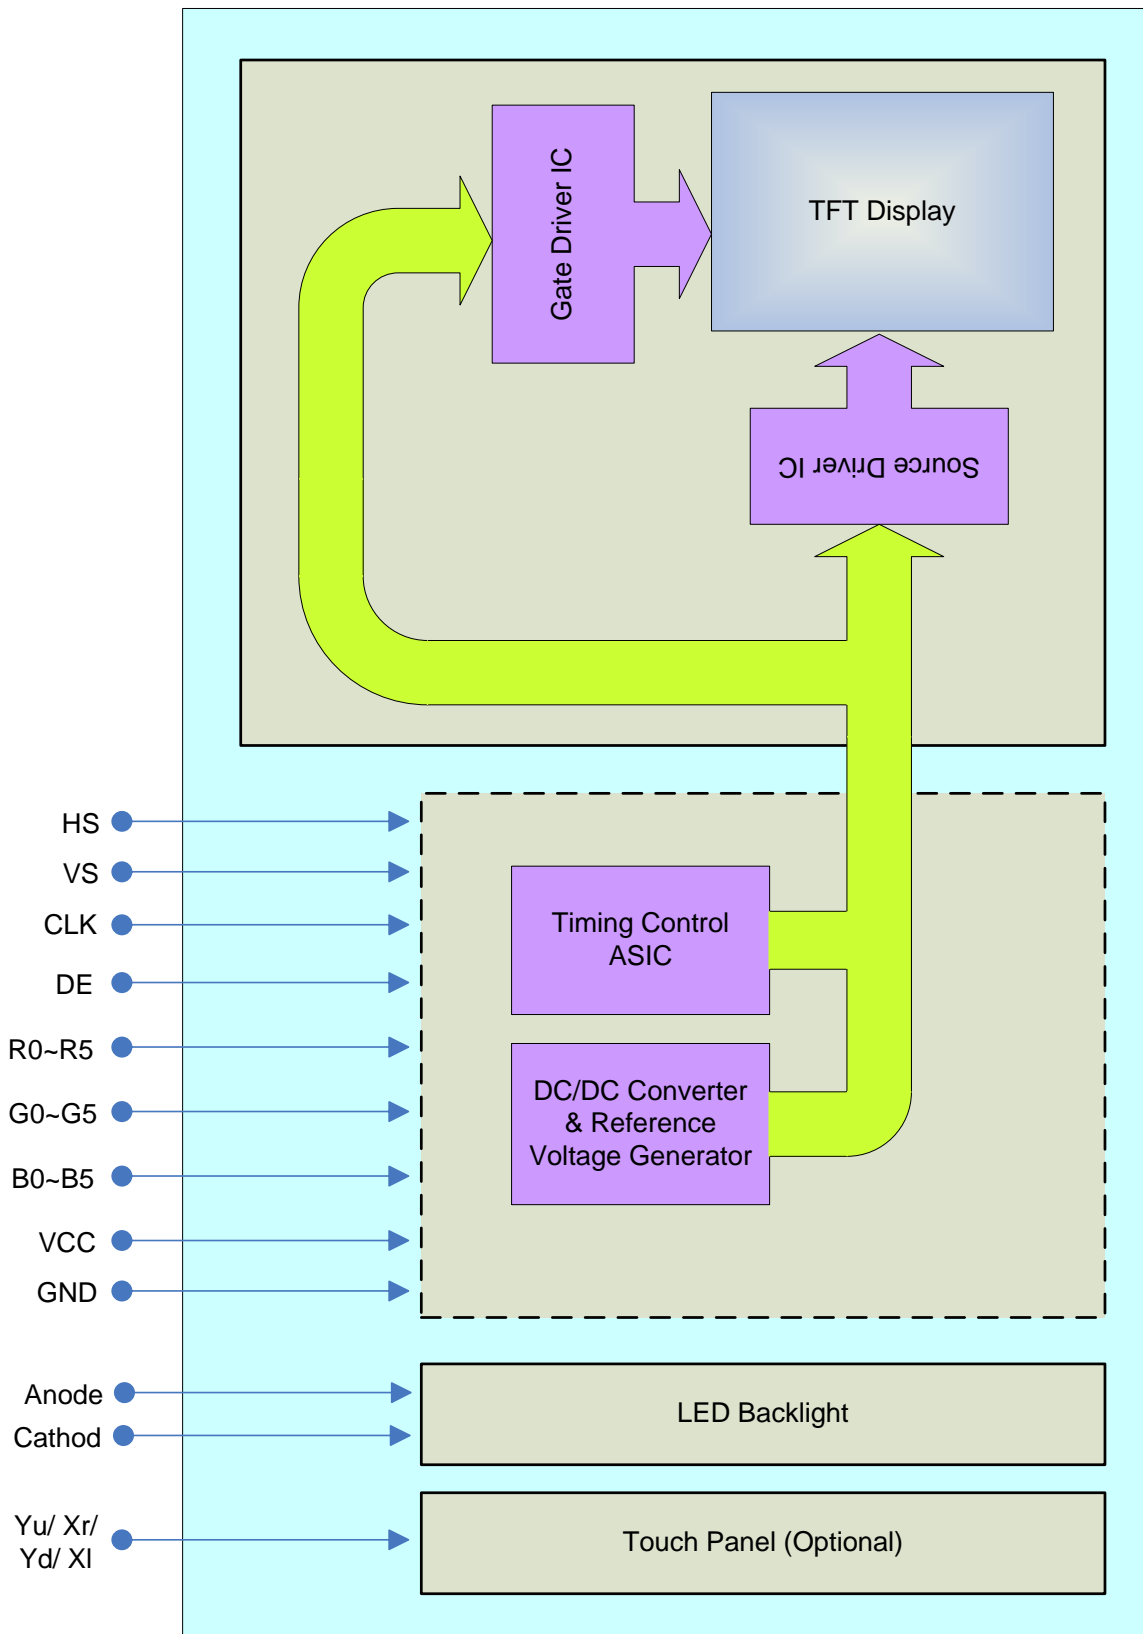 Gate Driver IC
TFT Display
Source Driver IC
HS
VS
CLK
DE
R0~R5
G0~G5
B0~B5
VCC
GND
Timing Control
ASIC
DC/DC Converter
& Reference
Voltage Generator
Anode
Cathod
LED Backlight
Yu/ Xr/
Yd/ Xl
Touch Panel (Optional)